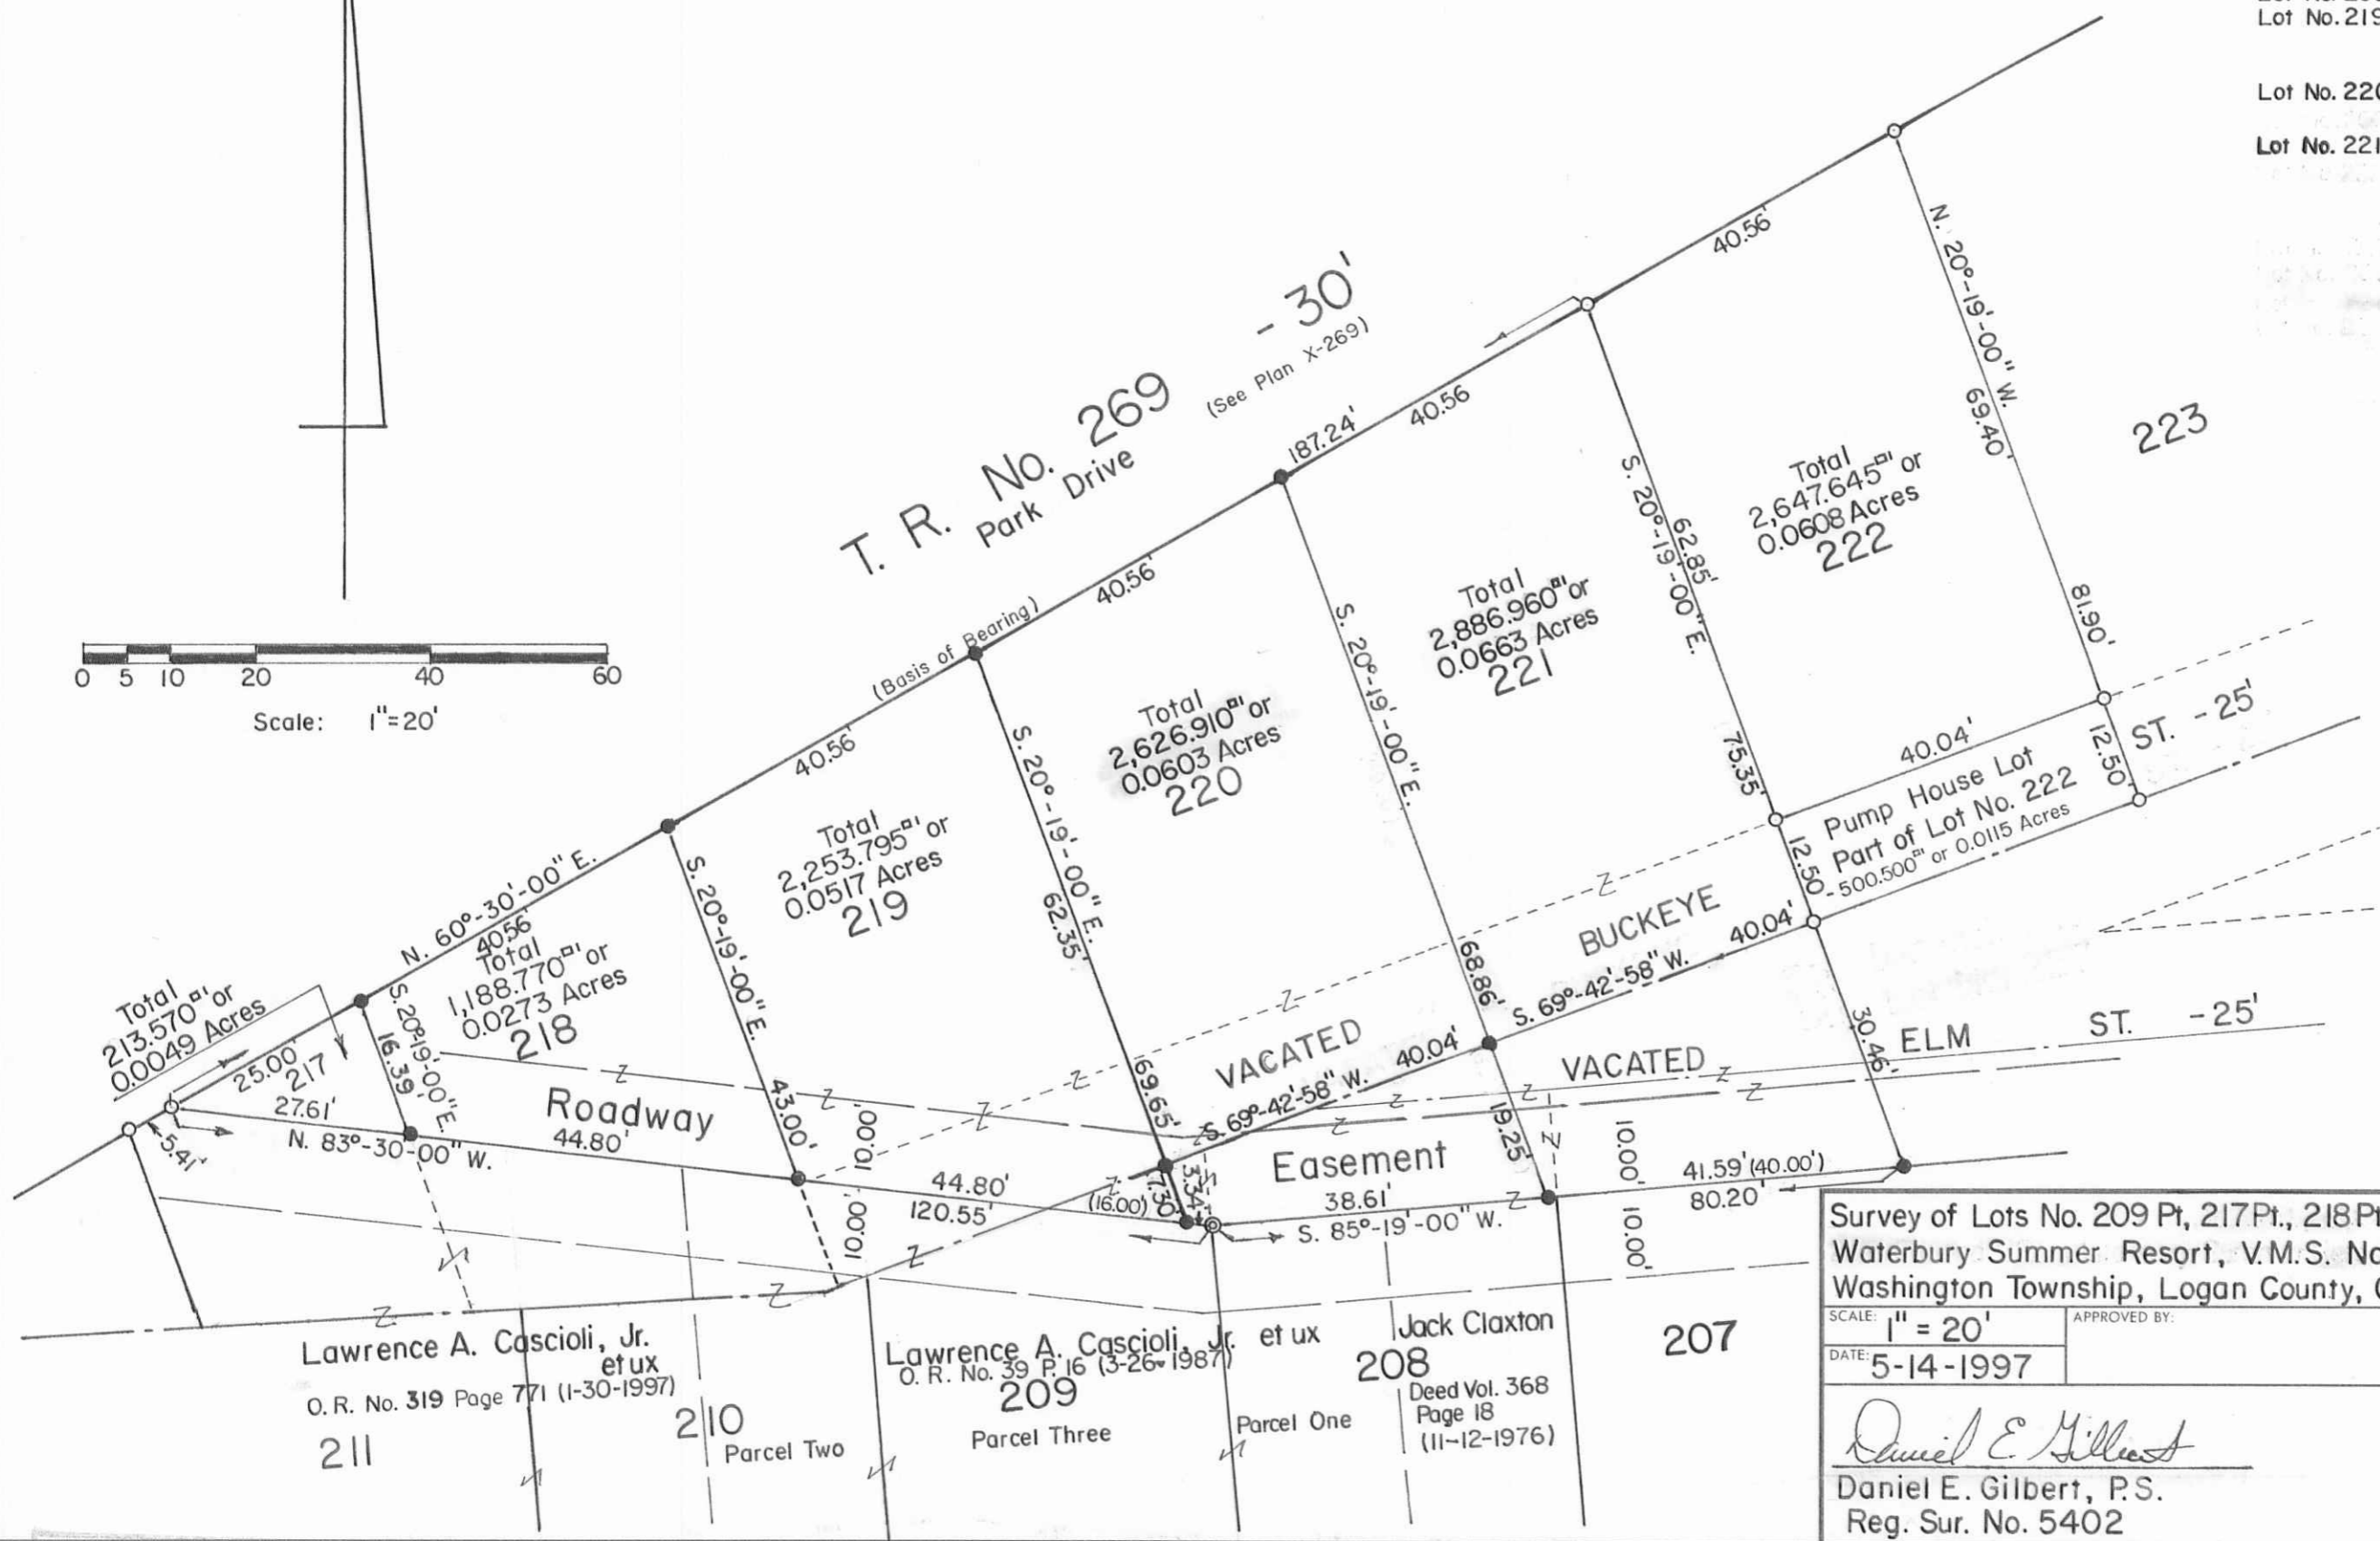 Lot No. 219
Lot No. 220
Lot No. 221
T. R. No. 269 - 30'
Park Drive
(See Plan X-269)
(Basis of Bearing)
187.24'
N. 60°-30'-00" E.
40.56'
40.56'
40.56
40.56'
40.56'
40.56'
0 5 10 20 40 60
Scale: 1"=20'
N. 20°-19'-00" W.
69.40'
81.90'
12.50'
223
Total
2,647.645▫' or
0.0608 Acres
222
S. 20°-19'-00" E.
62.85'
75.35'
12.50'
Total
2,886.960▫' or
0.0663 Acres
221
S. 20°-19'-00" E.
68.86'
Total
2,626.910▫' or
0.0603 Acres
220
S. 20°-19'-00" E.
62.35'
69.65'
Total
2,253.795▫' or
0.0517 Acres
219
S. 20°-19'-00" E.
43.00'
Total
1,188.770▫' or
0.0273 Acres
218
S. 20°-19'-00" E.
16.39'
Total
213.570▫' or
0.0049 Acres
25.00'
217
27.61'
5.41'
N. 83°-30'-00" W.
44.80'
Roadway
44.80'
120.55'
(16.00')
10.00'
10.00'
7.30'
3.34'
40.04'
Pump House Lot
Part of Lot No. 222
-500.500▫' or 0.0115 Acres
ST. - 25'
BUCKEYE
VACATED
S. 69°-42'-58" W. 40.04'
S. 69°-42'-58" W. 40.04'
VACATED ELM ST. - 25'
30.46'
19.25'
Easement
38.61'
S. 85°-19'-00" W.
10.00'
10.00'
41.59' (40.00')
80.20'
Lawrence A. Cascioli, Jr.
et ux
O. R. No. 319 Page 771 (1-30-1997)
211
210
Parcel Two
Lawrence A. Cascioli, Jr. et ux
O. R. No. 39 P. 16 (3-26-1987)
209
Parcel Three
Jack Claxton
208
Parcel One
Deed Vol. 368
Page 18
(11-12-1976)
207
Survey of Lots No. 209 Pt, 217 Pt., 218 Pt
Waterbury Summer Resort, V.M.S. No
Washington Township, Logan County,
SCALE: 1" = 20'
APPROVED BY:
DATE: 5-14-1997
Daniel E. Gilbert
Daniel E. Gilbert, P.S.
Reg. Sur. No. 5402